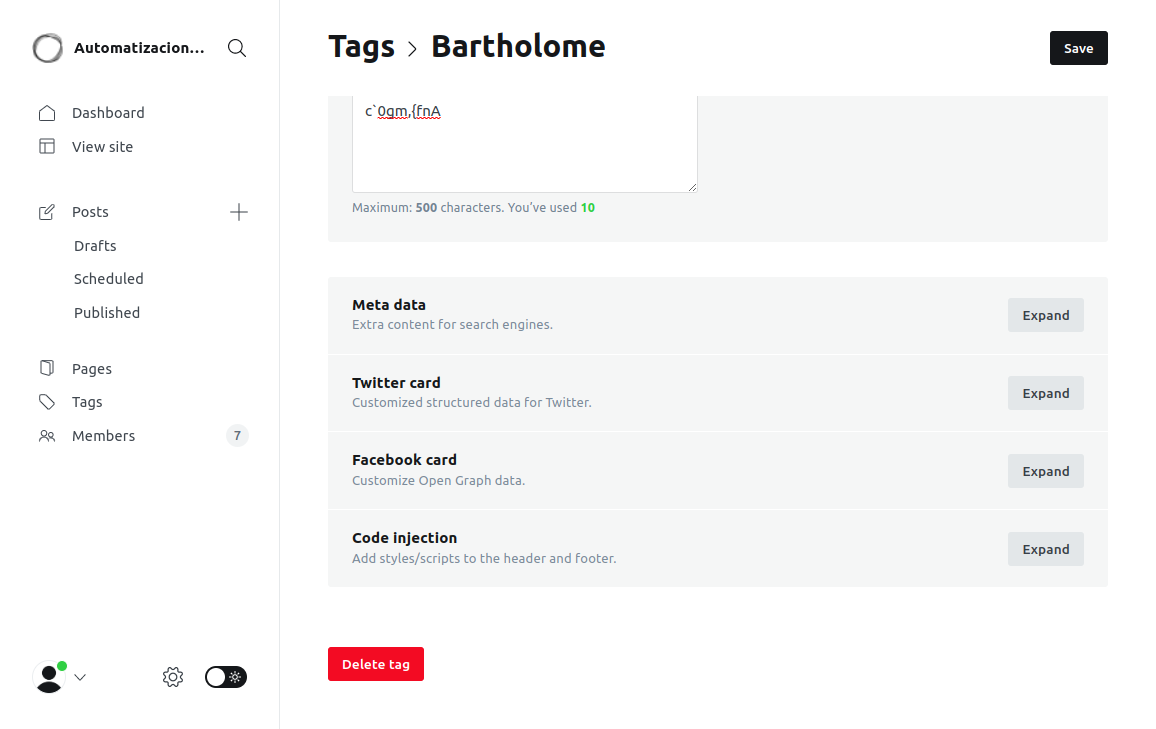 Automatizacion...
Dashboard
View site
Posts
Drafts
Scheduled
Published
Pages
Tags
Members 7
Tags > Bartholome
Save
c`0gm,{fnA
Maximum: 500 characters. You’ve used 10
Meta data
Extra content for search engines.
Expand
Twitter card
Customized structured data for Twitter.
Expand
Facebook card
Customize Open Graph data.
Expand
Code injection
Add styles/scripts to the header and footer.
Expand
Delete tag